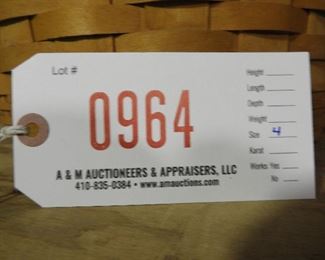 Lot #
0964
A & M AUCTIONEERS & APPRAISERS, LLC
410-835-0384 • www.amauctions.com
Height
Length
Depth
Weight
Size 4
Karat
Works: Yes
No